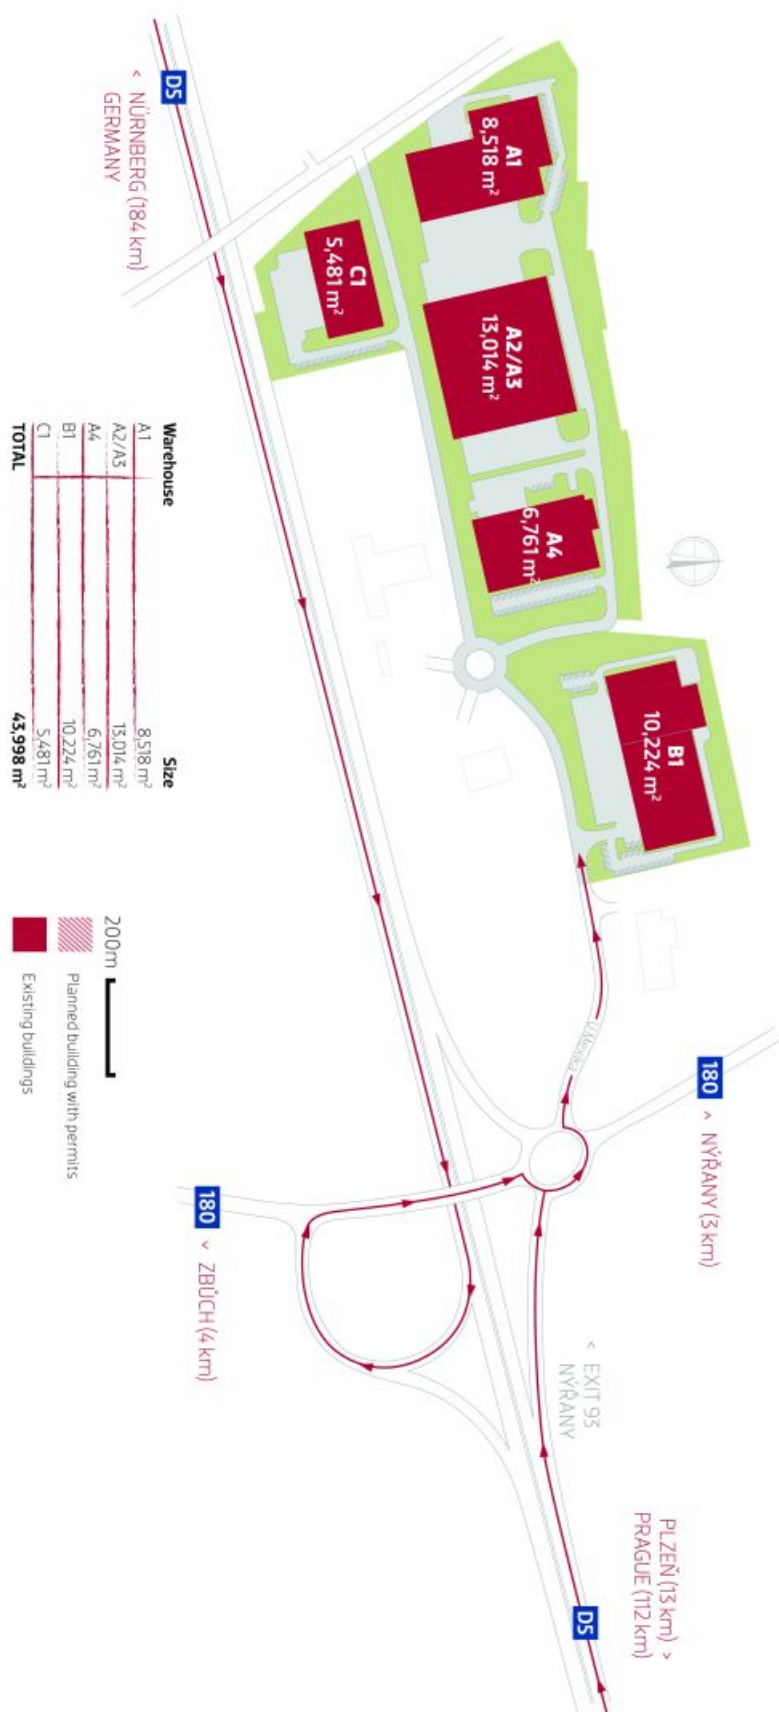 D5
< NÜRNBERG (184 km)
GERMANY
A1
8,518 m²
C1
5,481 m²
A2/A3
13,014 m²
A4
6,761 m²
B1
10,224 m²
180
^ NÝŘANY (3 km)
< EXIT 93
NÝŘANY
PLZEŇ (13 km) >
PRAGUE (112 km)
D5
180
˅ ZBŮCH (4 km)
Warehouse Size
A1 8,518 m²
A2/A3 13,014 m²
A4 6,761 m²
B1 10,224 m²
C1 5,481 m²
TOTAL 43,998 m²
200m
Planned building with permits
Existing buildings